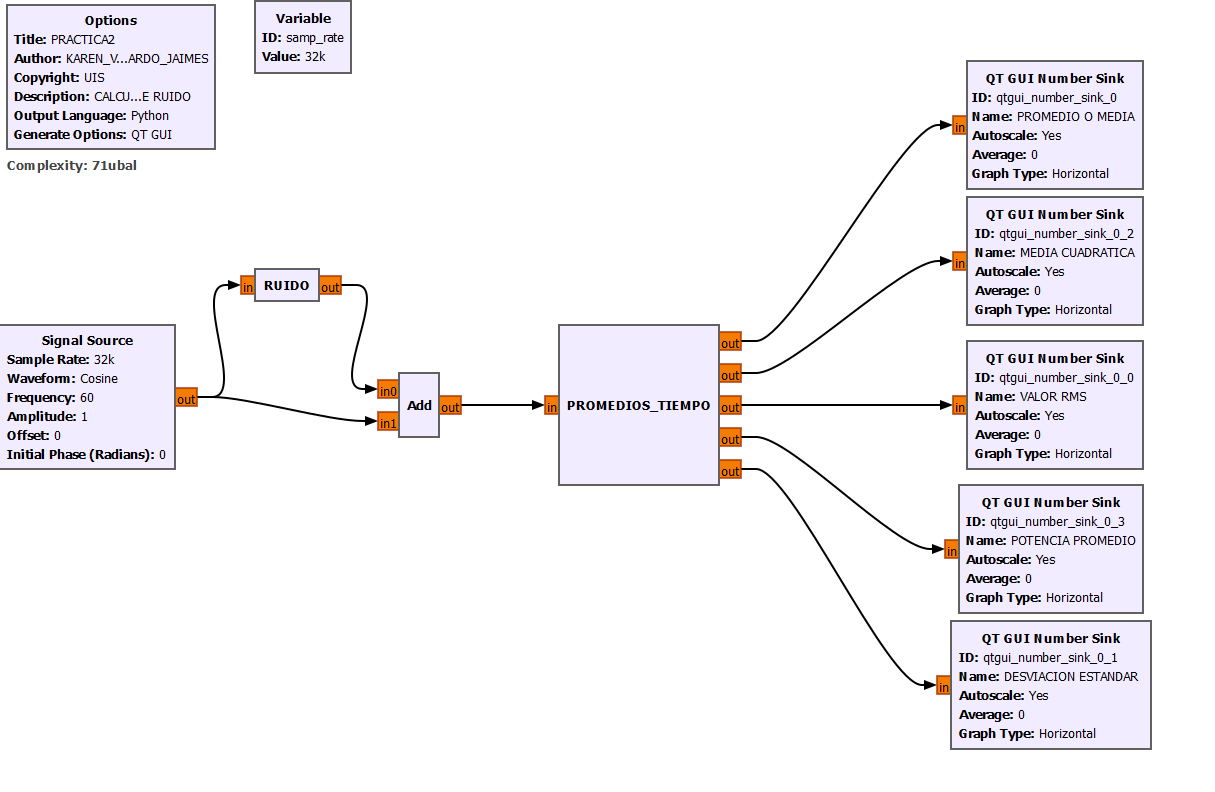 Options
Title: PRACTICA2
Author: KAREN_V...ARDO_JAIMES
Copyright: UIS
Description: CALCU...E RUIDO
Output Language: Python
Generate Options: QT GUI
Complexity: 71ubal
Variable
ID: samp_rate
Value: 32k
Signal Source
Sample Rate: 32k
Waveform: Cosine
Frequency: 60
Amplitude: 1
Offset: 0
Initial Phase (Radians): 0
out
in
RUIDO
out
in0
in1
Add
out
in
PROMEDIOS_TIEMPO
out
out
out
out
out
in
QT GUI Number Sink
ID: qtgui_number_sink_0
Name: PROMEDIO O MEDIA
Autoscale: Yes
Average: 0
Graph Type: Horizontal
in
QT GUI Number Sink
ID: qtgui_number_sink_0_2
Name: MEDIA CUADRATICA
Autoscale: Yes
Average: 0
Graph Type: Horizontal
in
QT GUI Number Sink
ID: qtgui_number_sink_0_0
Name: VALOR RMS
Autoscale: Yes
Average: 0
Graph Type: Horizontal
in
QT GUI Number Sink
ID: qtgui_number_sink_0_3
Name: POTENCIA PROMEDIO
Autoscale: Yes
Average: 0
Graph Type: Horizontal
in
QT GUI Number Sink
ID: qtgui_number_sink_0_1
Name: DESVIACION ESTANDAR
Autoscale: Yes
Average: 0
Graph Type: Horizontal